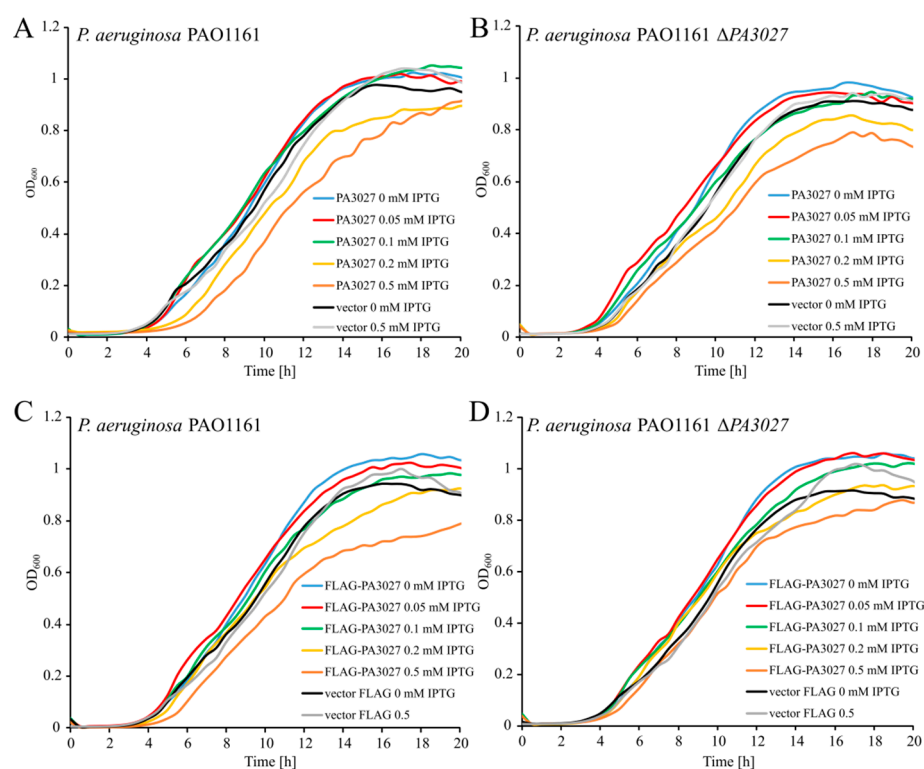 A
P. aeruginosa PAO1161
1.2
1
0.8
0.6
0.4
0.2
0
OD600
PA3027 0 mM IPTG
PA3027 0.05 mM IPTG
PA3027 0.1 mM IPTG
PA3027 0.2 mM IPTG
PA3027 0.5 mM IPTG
vector 0 mM IPTG
vector 0.5 mM IPTG
0 2 4 6 8 10 12 14 16 18 20
Time [h]
B
P. aeruginosa PAO1161 ΔPA3027
1.2
1
0.8
0.6
0.4
0.2
0
OD600
PA3027 0 mM IPTG
PA3027 0.05 mM IPTG
PA3027 0.1 mM IPTG
PA3027 0.2 mM IPTG
PA3027 0.5 mM IPTG
vector 0 mM IPTG
vector 0.5 mM IPTG
0 2 4 6 8 10 12 14 16 18 20
Time [h]
C
P. aeruginosa PAO1161
1.2
1
0.8
0.6
0.4
0.2
0
OD600
FLAG-PA3027 0 mM IPTG
FLAG-PA3027 0.05 mM IPTG
FLAG-PA3027 0.1 mM IPTG
FLAG-PA3027 0.2 mM IPTG
FLAG-PA3027 0.5 mM IPTG
vector FLAG 0 mM IPTG
vector FLAG 0.5
0 2 4 6 8 10 12 14 16 18 20
Time [h]
D
P. aeruginosa PAO1161 ΔPA3027
1.2
1
0.8
0.6
0.4
0.2
0
OD600
FLAG-PA3027 0 mM IPTG
FLAG-PA3027 0.05 mM IPTG
FLAG-PA3027 0.1 mM IPTG
FLAG-PA3027 0.2 mM IPTG
FLAG-PA3027 5 mM IPTG
vector FLAG 0 mM IPTG
vector FLAG 0.5
0 2 4 6 8 10 12 14 16 18 20
Time [h]